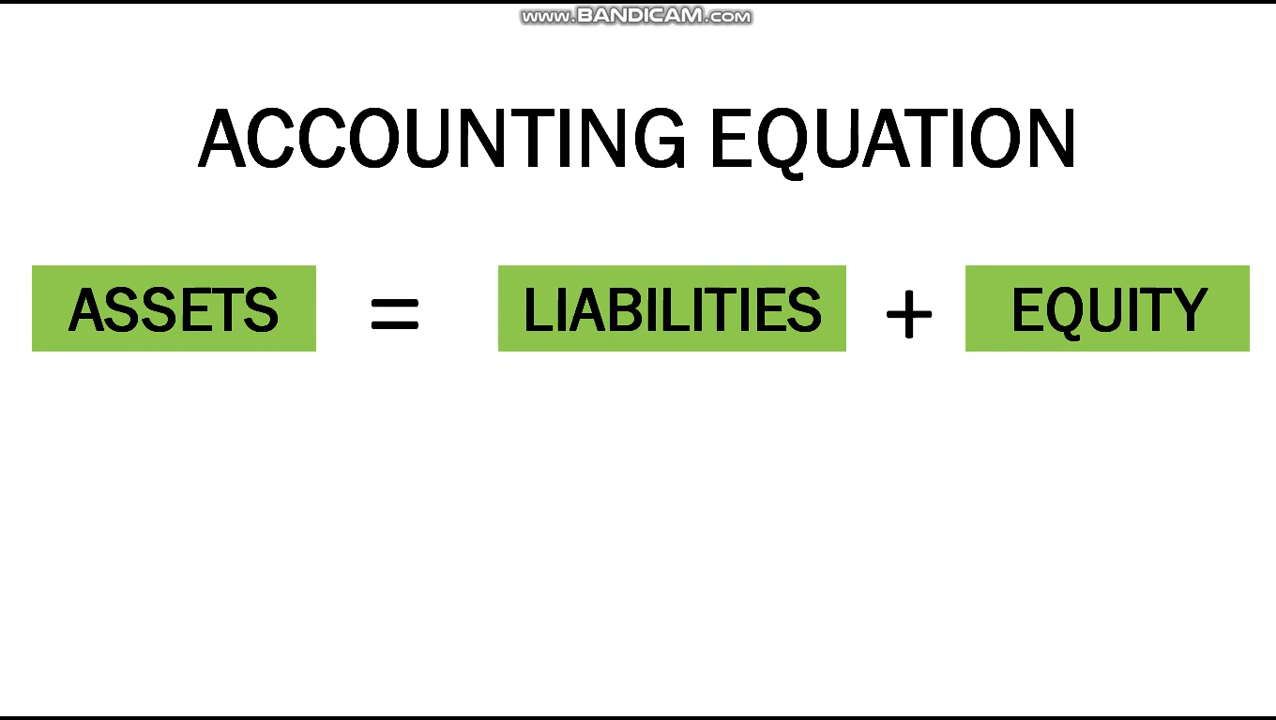 www.BANDICAM.com
ACCOUNTING EQUATION
ASSETS = LIABILITIES + EQUITY